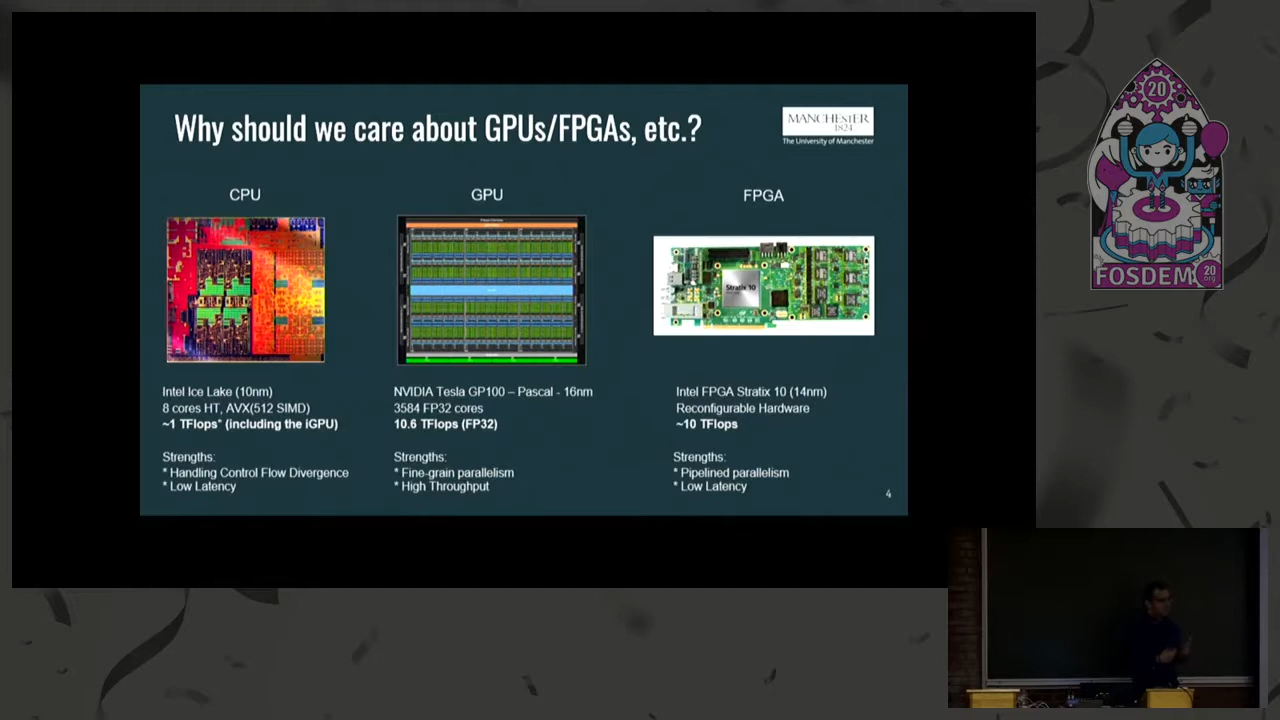 Why should we care about GPUs/FPGAs, etc.?
MANCHEstER
1824
The University of Manchester
CPU
GPU
FPGA
Stratix 10
Intel Ice Lake (10nm)
8 cores HT, AVX(512 SIMD)
~1 TFlops* (including the iGPU)
Strengths:
* Handling Control Flow Divergence
* Low Latency
NVIDIA Tesla GP100 – Pascal - 16nm
3584 FP32 cores
10.6 TFlops (FP32)
Strengths:
* Fine-grain parallelism
* High Throughput
Intel FPGA Stratix 10 (14nm)
Reconfigurable Hardware
~10 TFlops
Strengths:
* Pipelined parallelism
* Low Latency
4
20
FOSDEM
20
.org